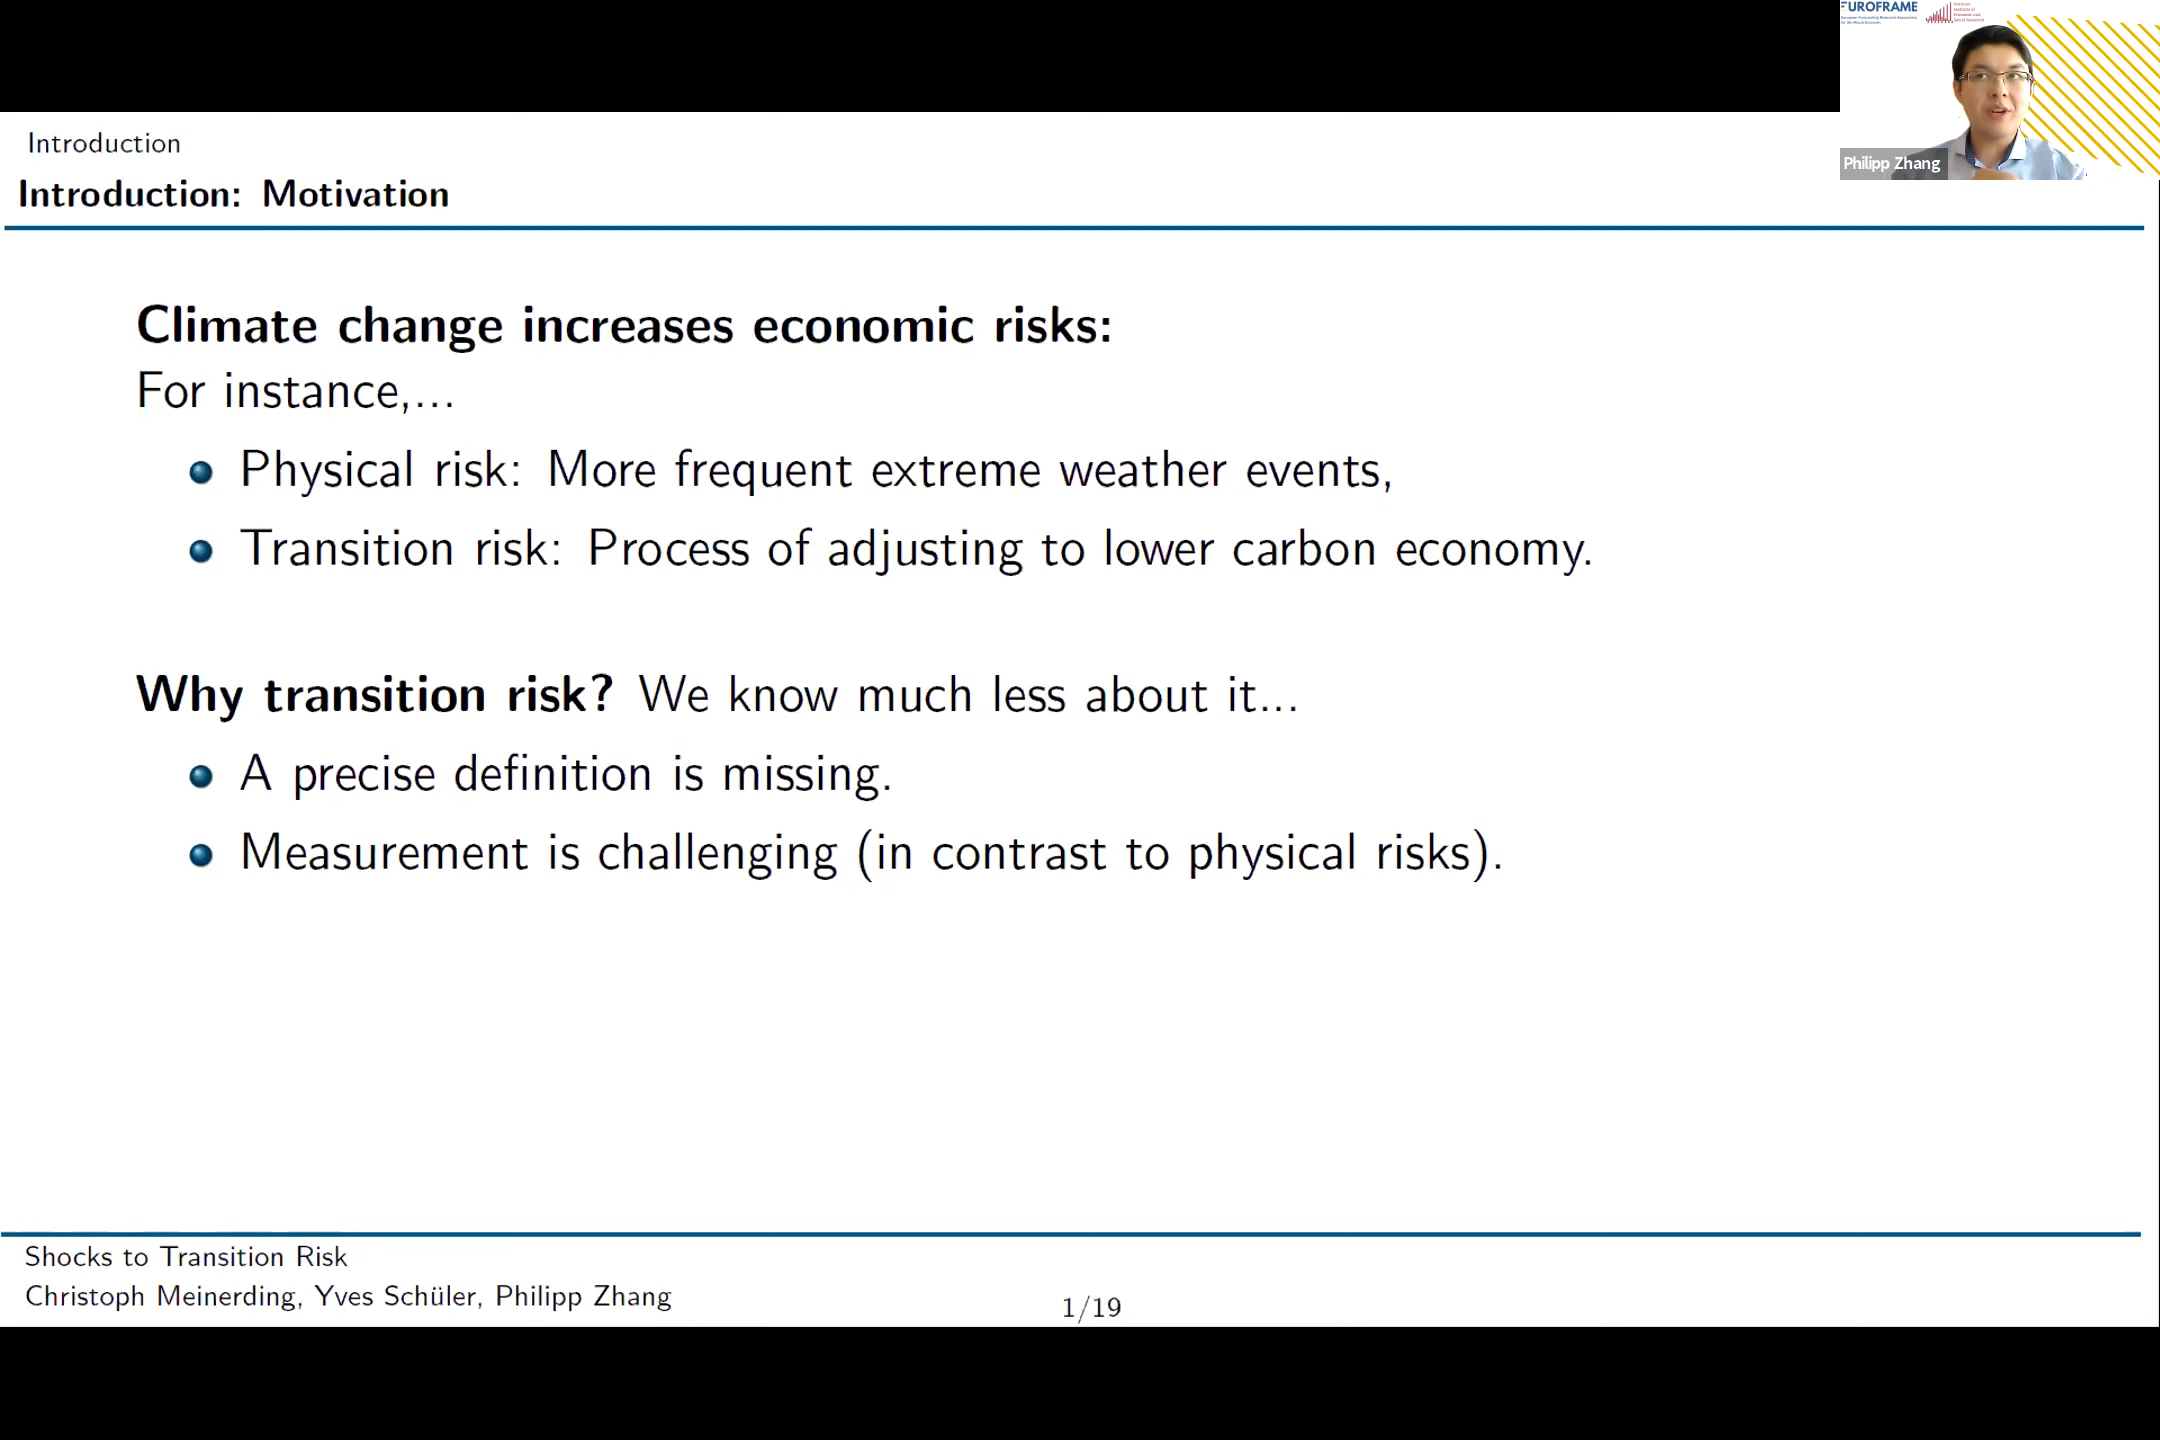 UROFRAME
Philipp Zhang
Introduction
Introduction: Motivation
Climate change increases economic risks:
For instance,...
Physical risk: More frequent extreme weather events,
Transition risk: Process of adjusting to lower carbon economy.
Why transition risk? We know much less about it...
A precise definition is missing.
Measurement is challenging (in contrast to physical risks).
Shocks to Transition Risk
Christoph Meinerding, Yves Schüler, Philipp Zhang
1/19